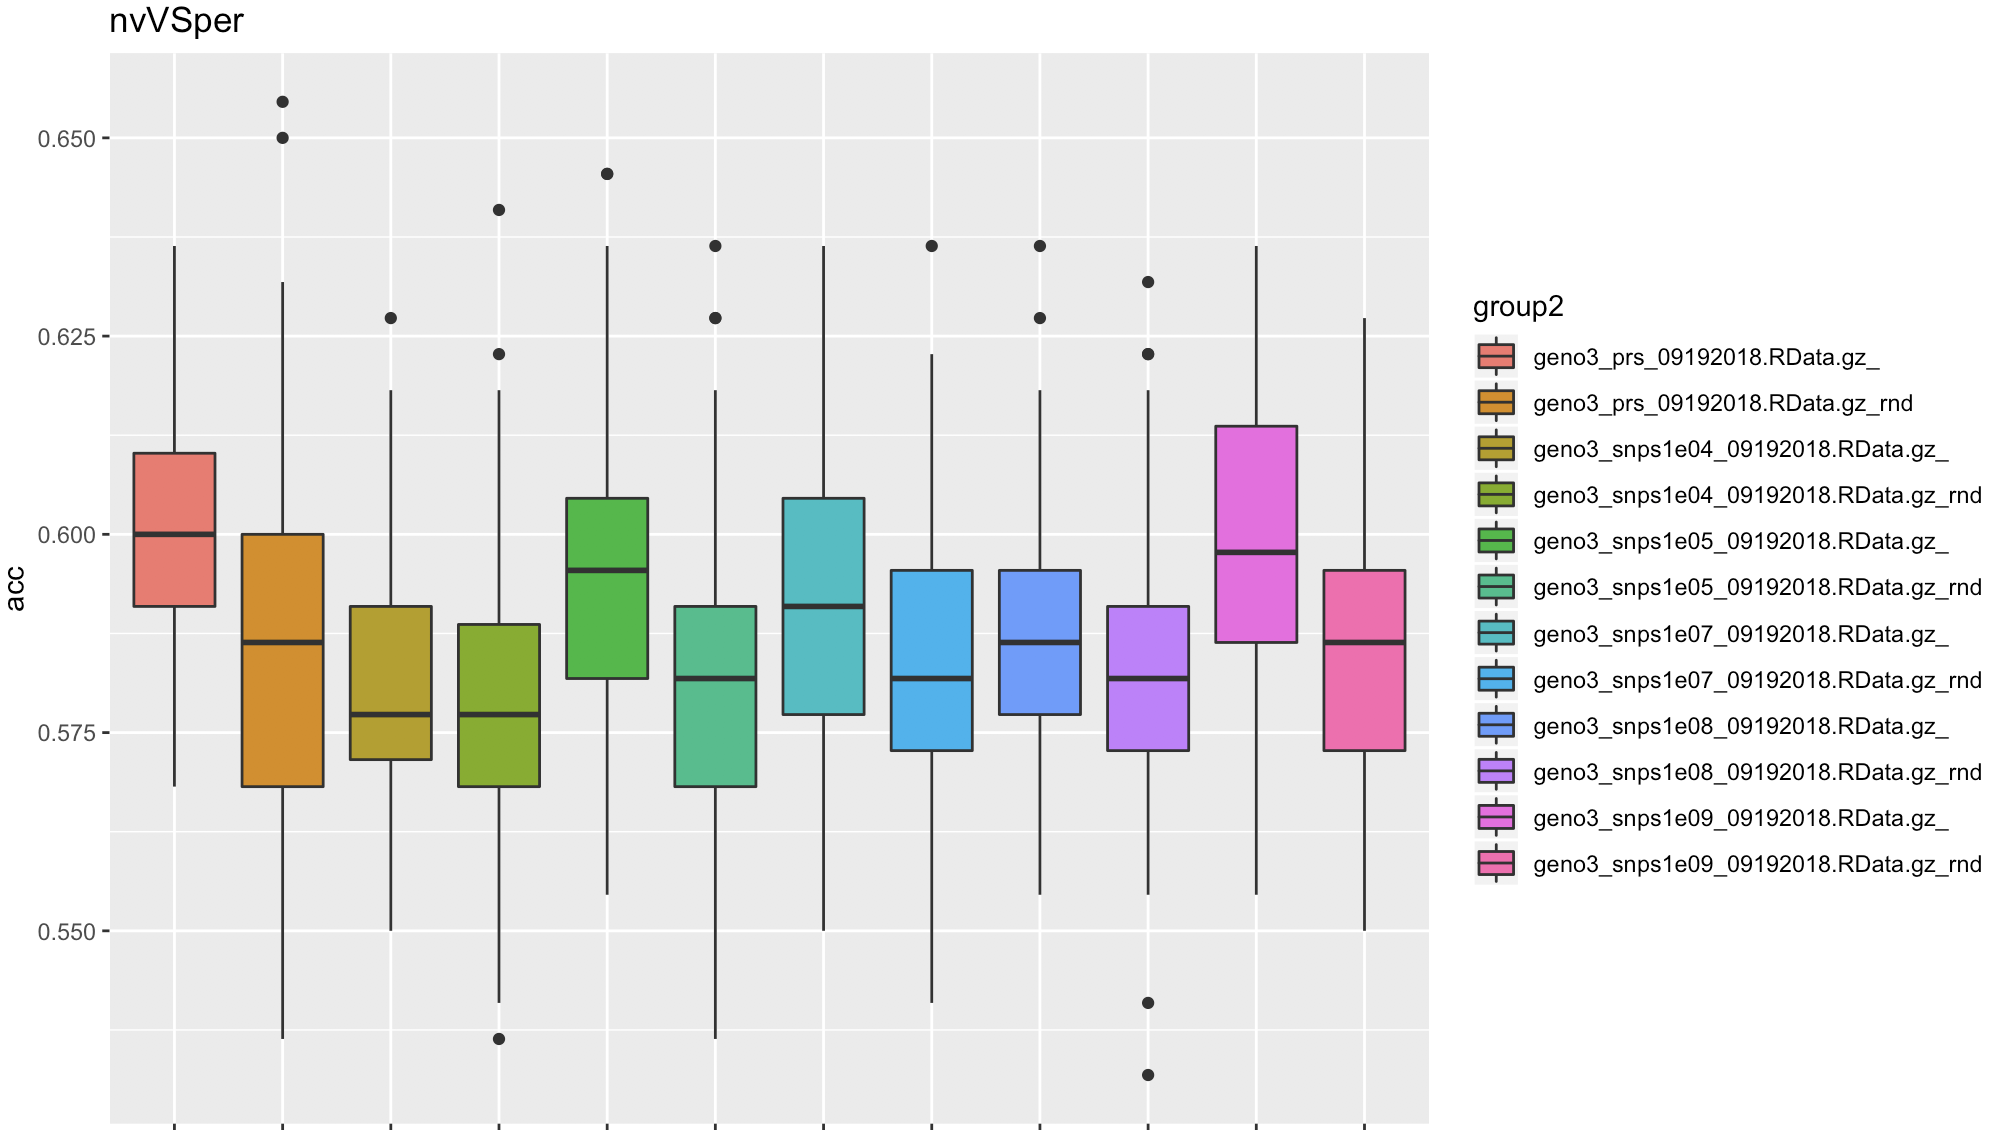 nvVSper
0.650
0.625
0.600
0.575
0.550
acc
group2
geno3_prs_09192018.RData.gz_
geno3_prs_09192018.RData.gz_rnd
geno3_snps1e04_09192018.RData.gz_
geno3_snps1e04_09192018.RData.gz_rnd
geno3_snps1e05_09192018.RData.gz_
geno3_snps1e05_09192018.RData.gz_rnd
geno3_snps1e07_09192018.RData.gz_
geno3_snps1e07_09192018.RData.gz_rnd
geno3_snps1e08_09192018.RData.gz_
geno3_snps1e08_09192018.RData.gz_rnd
geno3_snps1e09_09192018.RData.gz_
geno3_snps1e09_09192018.RData.gz_rnd